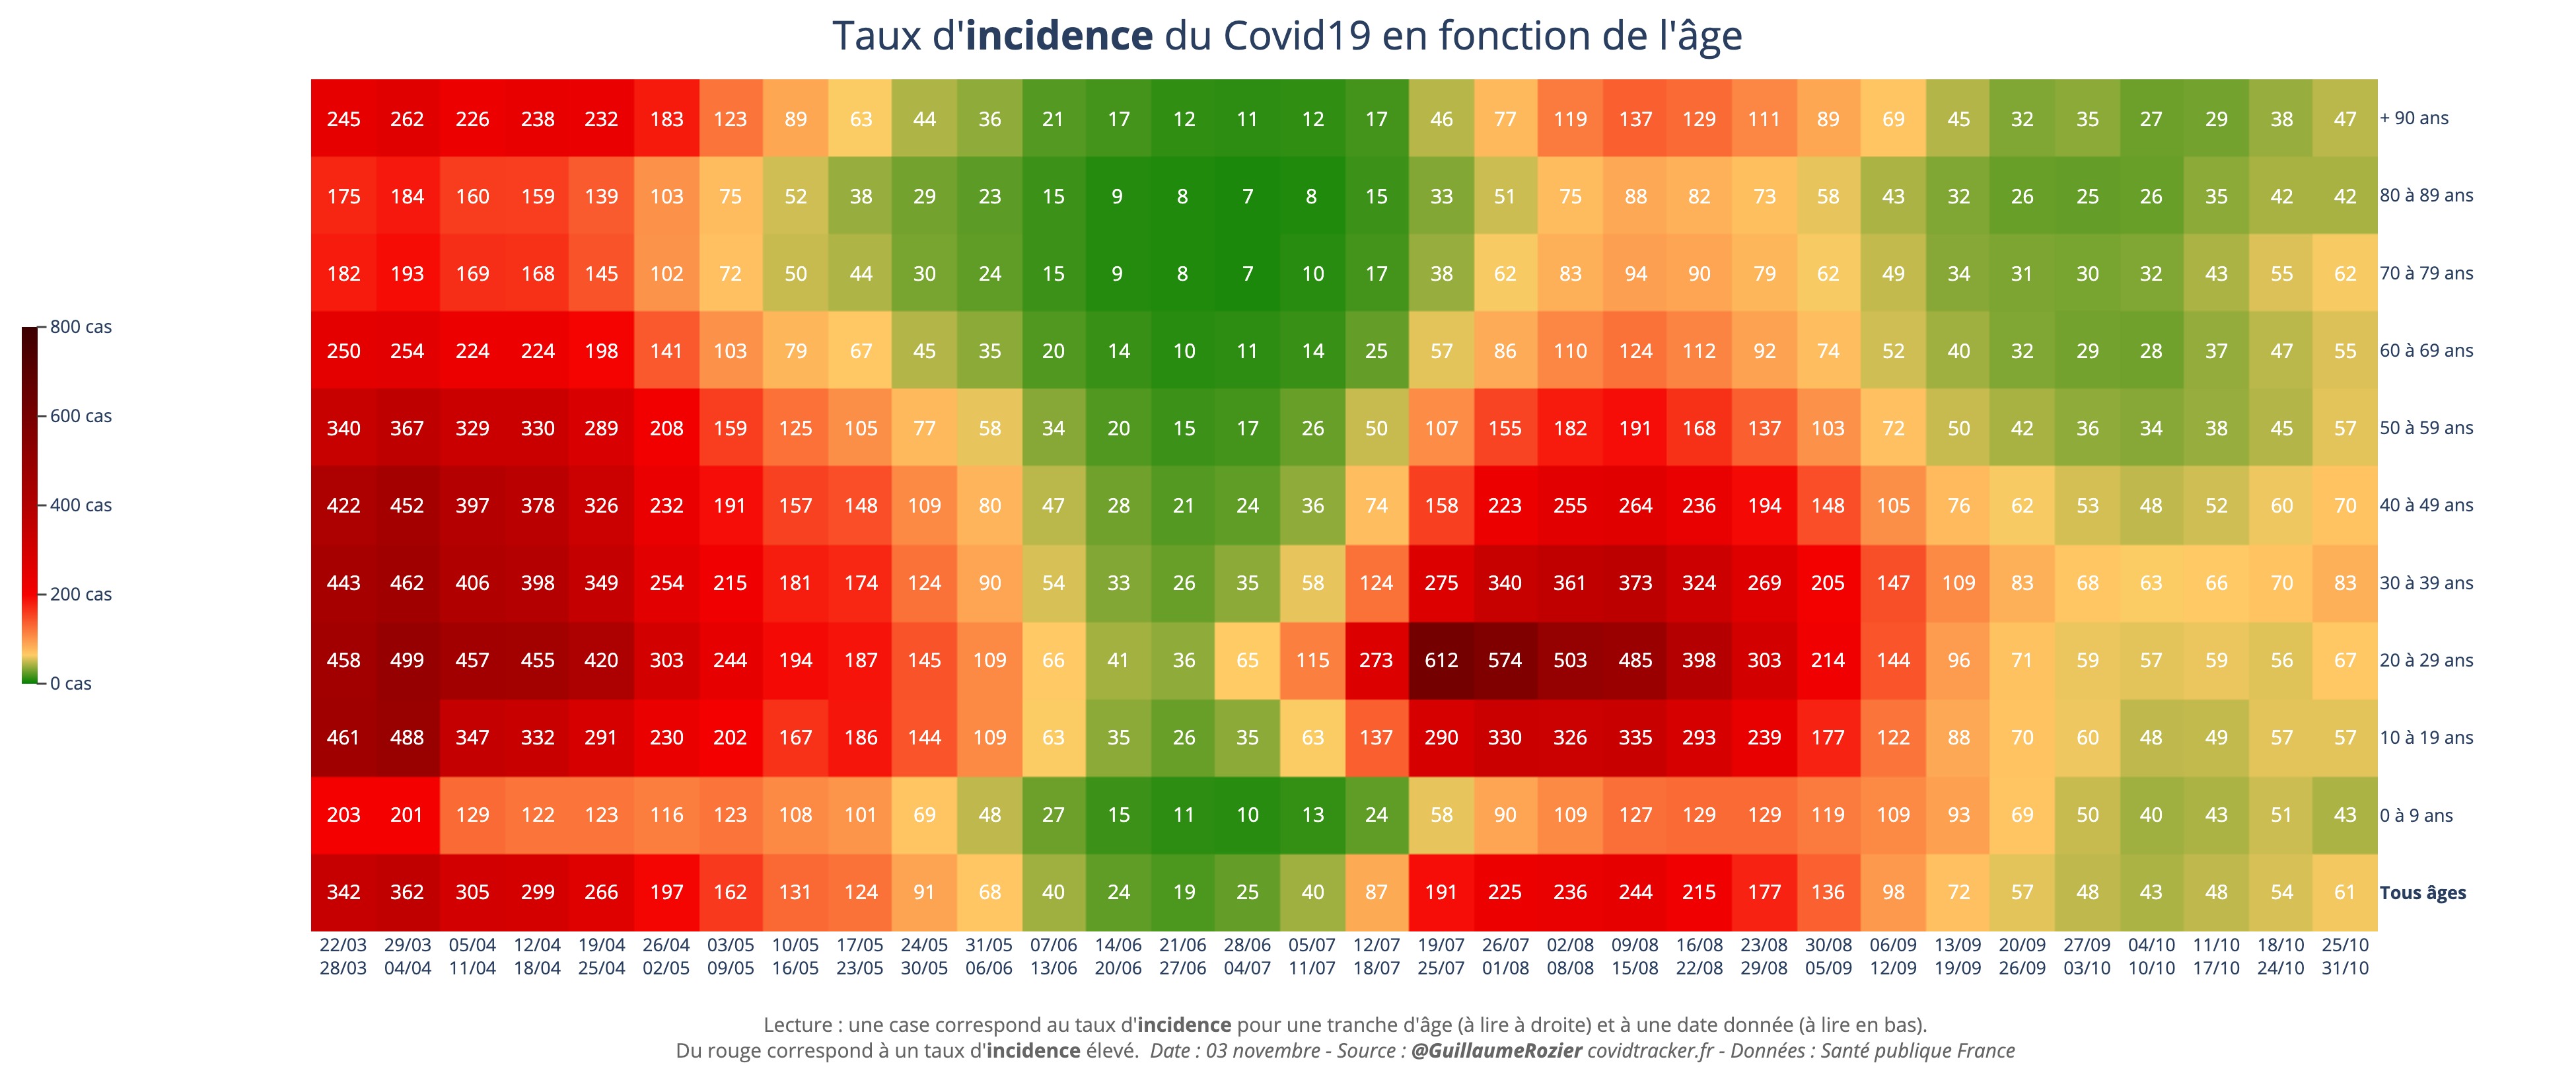 Taux d'incidence du Covid19 en fonction de l'âge
245 262 226 238 232 183 123 89 63 44 36 21 17 12 11 12 17 46 77 119 137 129 111 89 69 45 32 35 27 29 38 47 + 90 ans
175 184 160 159 139 103 75 52 38 29 23 15 9 8 7 8 15 33 51 75 88 82 73 58 43 32 26 25 26 35 42 42 80 à 89 ans
182 193 169 168 145 102 72 50 44 30 24 15 9 8 7 10 17 38 62 83 94 90 79 62 49 34 31 30 32 43 55 62 70 à 79 ans
800 cas
250 254 224 224 198 141 103 79 67 45 35 20 14 10 11 14 25 57 86 110 124 112 92 74 52 40 32 29 28 37 47 55 60 à 69 ans
600 cas
340 367 329 330 289 208 159 125 105 77 58 34 20 15 17 26 50 107 155 182 191 168 137 103 72 50 42 36 34 38 45 57 50 à 59 ans
400 cas
422 452 397 378 326 232 191 157 148 109 80 47 28 21 24 36 74 158 223 255 264 236 194 148 105 76 62 53 48 52 60 70 40 à 49 ans
200 cas
443 462 406 398 349 254 215 181 174 124 90 54 33 26 35 58 124 275 340 361 373 324 269 205 147 109 83 68 63 66 70 83 30 à 39 ans
0 cas
458 499 457 455 420 303 244 194 187 145 109 66 41 36 65 115 273 612 574 503 485 398 303 214 144 96 71 59 57 59 56 67 20 à 29 ans
461 488 347 332 291 230 202 167 186 144 109 63 35 26 35 63 137 290 330 326 335 293 239 177 122 88 70 60 48 49 57 57 10 à 19 ans
203 201 129 122 123 116 123 108 101 69 48 27 15 11 10 13 24 58 90 109 127 129 129 119 109 93 69 50 40 43 51 43 0 à 9 ans
342 362 305 299 266 197 162 131 124 91 68 40 24 19 25 40 87 191 225 236 244 215 177 136 98 72 57 48 43 48 54 61 Tous âges
22/03 29/03 05/04 12/04 19/04 26/04 03/05 10/05 17/05 24/05 31/05 07/06 14/06 21/06 28/06 05/07 12/07 19/07 26/07 02/08 09/08 16/08 23/08 30/08 06/09 13/09 20/09 27/09 04/10 11/10 18/10 25/10
28/03 04/04 11/04 18/04 25/04 02/05 09/05 16/05 23/05 30/05 06/06 13/06 20/06 27/06 04/07 11/07 18/07 25/07 01/08 08/08 15/08 22/08 29/08 05/09 12/09 19/09 26/09 03/10 10/10 17/10 24/10 31/10
Lecture : une case correspond au taux d'incidence pour une tranche d'âge (à lire à droite) et à une date donnée (à lire en bas).
Du rouge correspond à un taux d'incidence élevé. Date : 03 novembre - Source : @GuillaumeRozier covidtracker.fr - Données : Santé publique France